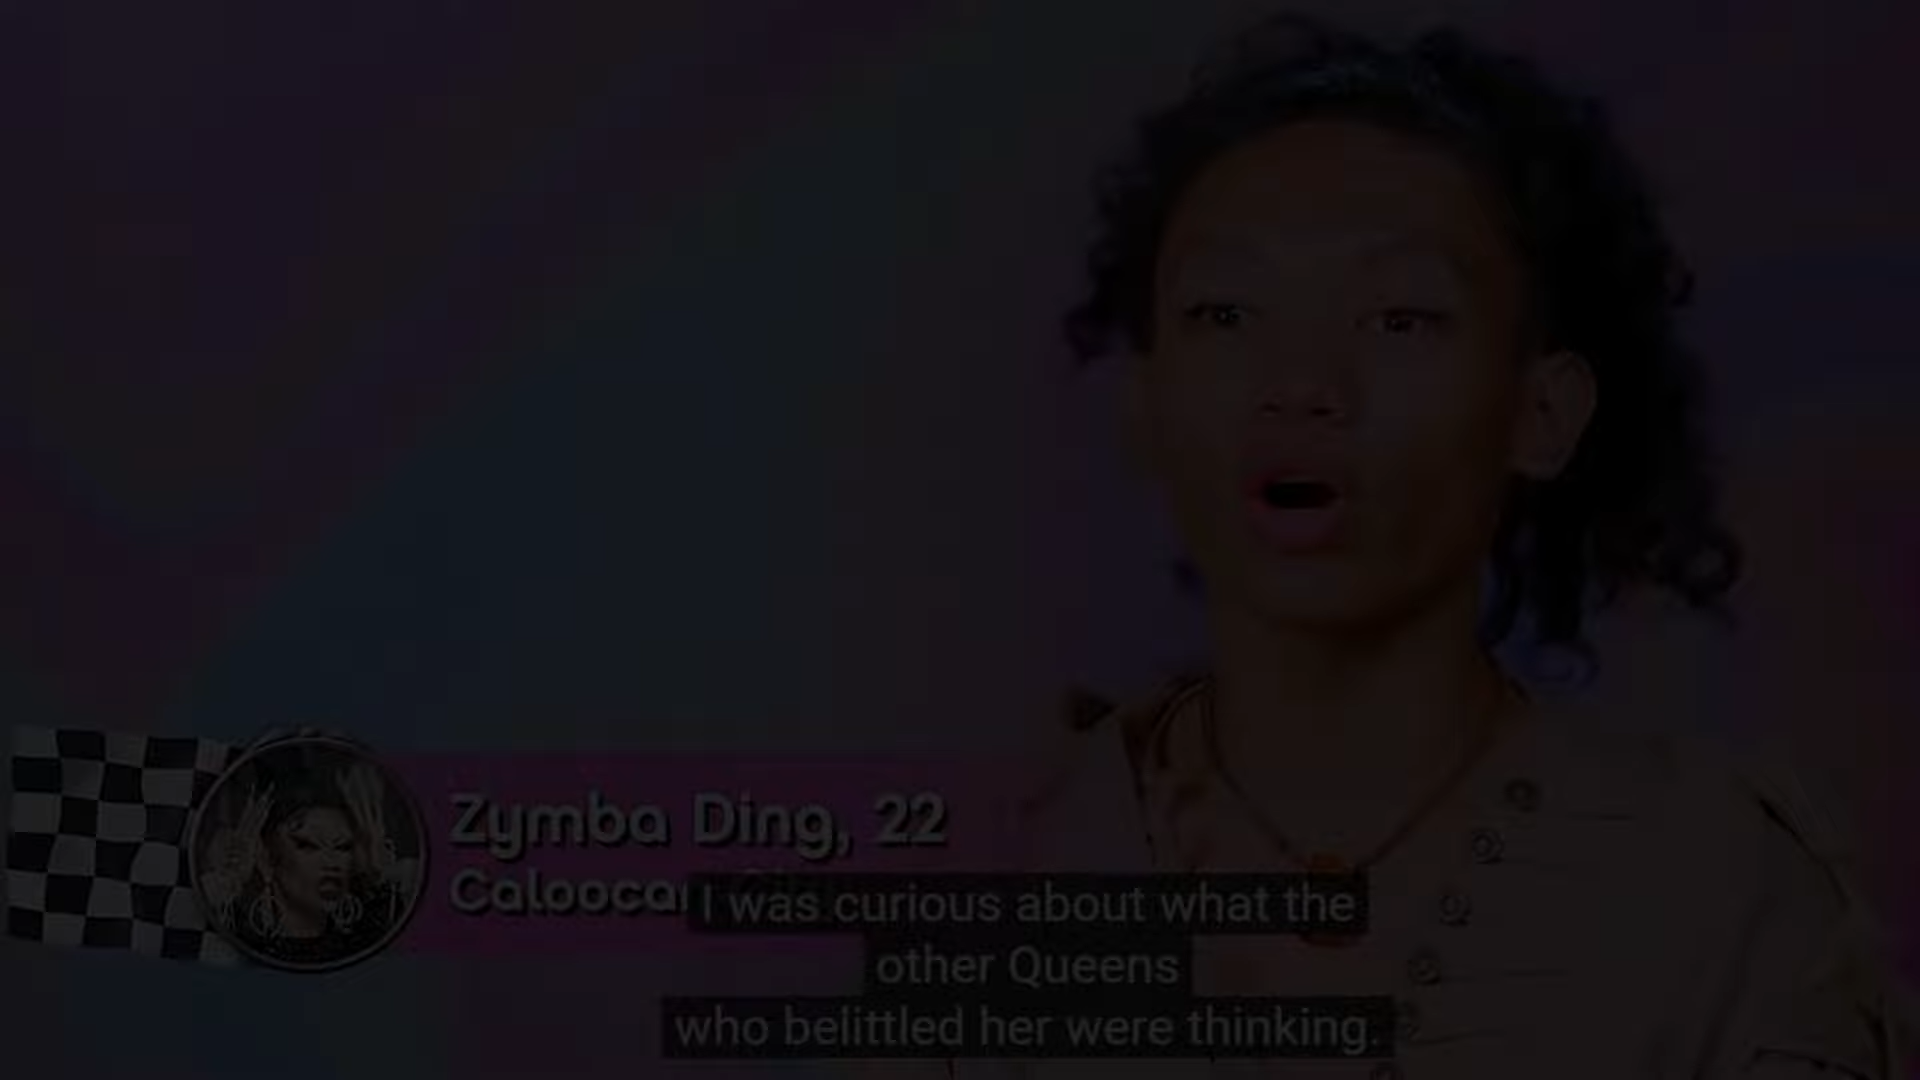 Zymba Ding, 22
Caloocan
I was curious about what the
other Queens
who belittled her were thinking.